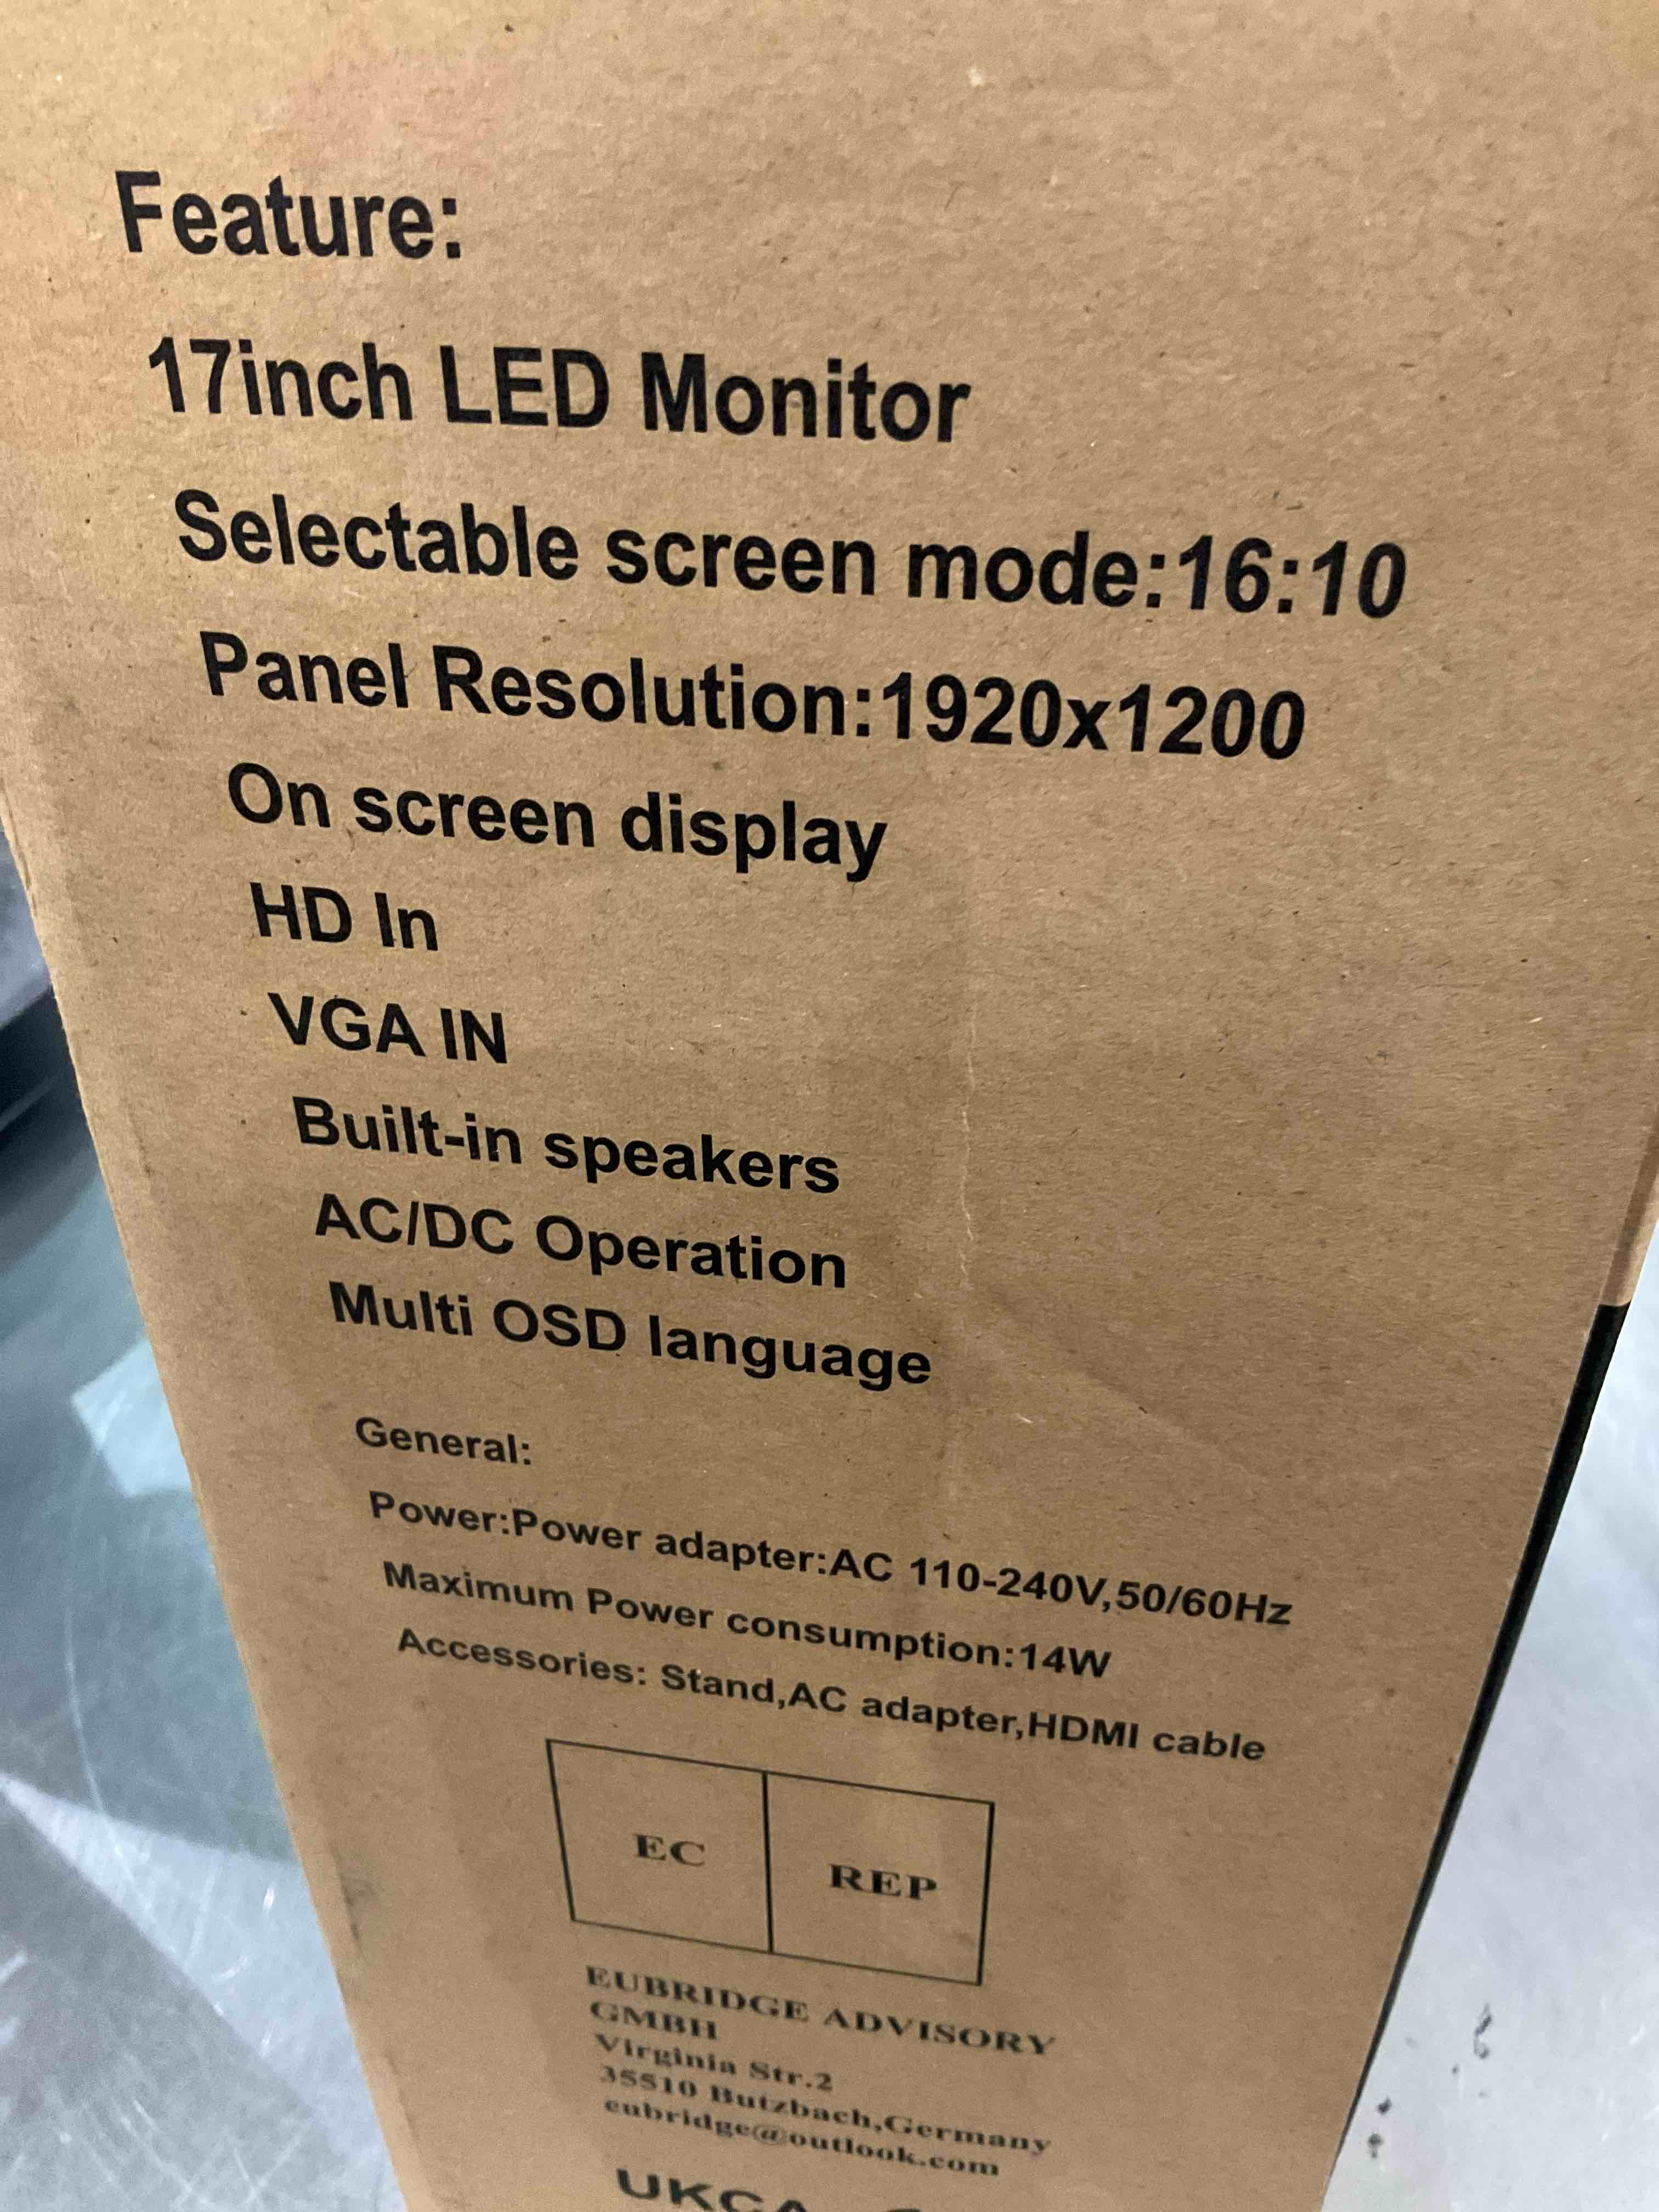 Feature:
17inch LED Monitor
Selectable screen mode:16:10
Panel Resolution:1920x1200
On screen display
HD In
VGA IN
Built-in speakers
AC/DC Operation
Multi OSD language
General:
Power:Power adapter:AC 110-240V,50/60Hz
Maximum Power consumption:14W
Accessories: Stand,AC adapter,HDMI cable
EC REP
EUBRIDGE ADVISORY
GMBH
Virginia Str.2
35510 Butzbach,Germany
eubridge@outlook.com
UKCA